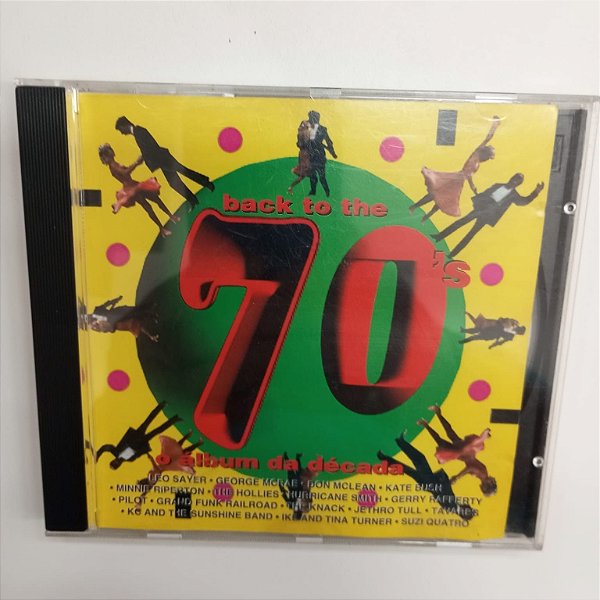 back to the
70's
o álbum da década
LEO SAYER • GEORGE MCRAE • DON MCLEAN • KATE BUSH
• MINNIE RIPERTON • THE HOLLIES • HURRICANE SMITH • GERRY RAFFERTY
• PILOT • GRAND FUNK RAILROAD • THE KNACK • JETHRO TULL • TAVARES
• KC AND THE SUNSHINE BAND • IKE AND TINA TURNER • SUZI QUATRO